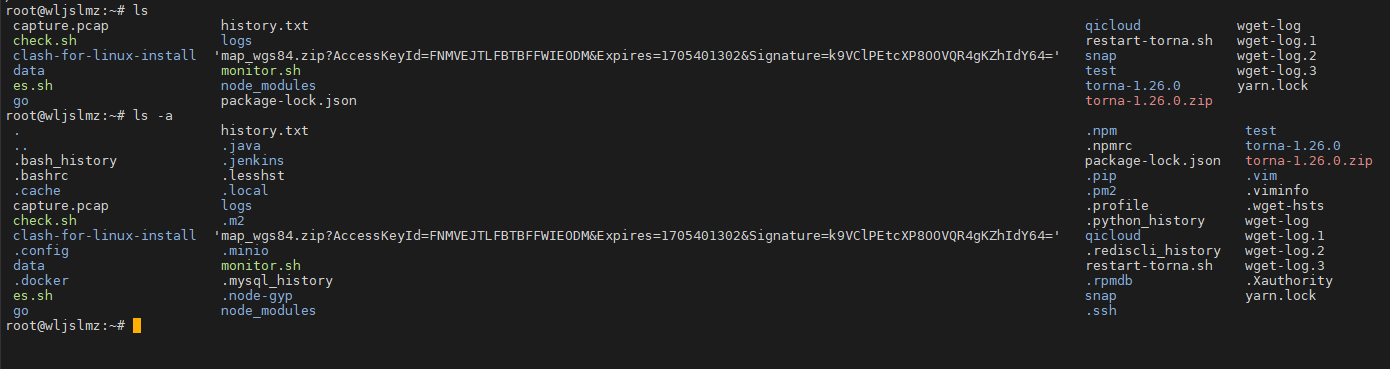 root@wljslmz:~# ls
capture.pcap history.txt qicloud wget-log
check.sh logs restart-torna.sh wget-log.1
clash-for-linux-install 'map_wgs84.zip?AccessKeyId=FNMVEJTLFBTBFFWIEODM&Expires=1705401302&Signature=k9VClPEtcXP8OOVQR4gKZhIdY64=' snap wget-log.2
data monitor.sh test wget-log.3
es.sh node_modules torna-1.26.0 yarn.lock
go package-lock.json torna-1.26.0.zip
root@wljslmz:~# ls -a
. history.txt .npm test
.. .java .npmrc torna-1.26.0
.bash_history .jenkins package-lock.json torna-1.26.0.zip
.bashrc .lesshst .pip .vim
.cache .local .pm2 .viminfo
capture.pcap logs .profile .wget-hsts
check.sh .m2 .python_history wget-log
clash-for-linux-install 'map_wgs84.zip?AccessKeyId=FNMVEJTLFBTBFFWIEODM&Expires=1705401302&Signature=k9VClPEtcXP8OOVQR4gKZhIdY64=' qicloud wget-log.1
.config .minio .rediscli_history wget-log.2
data monitor.sh restart-torna.sh wget-log.3
.docker .mysql_history .rpmdb .Xauthority
es.sh .node-gyp snap yarn.lock
go node_modules .ssh
root@wljslmz:~#